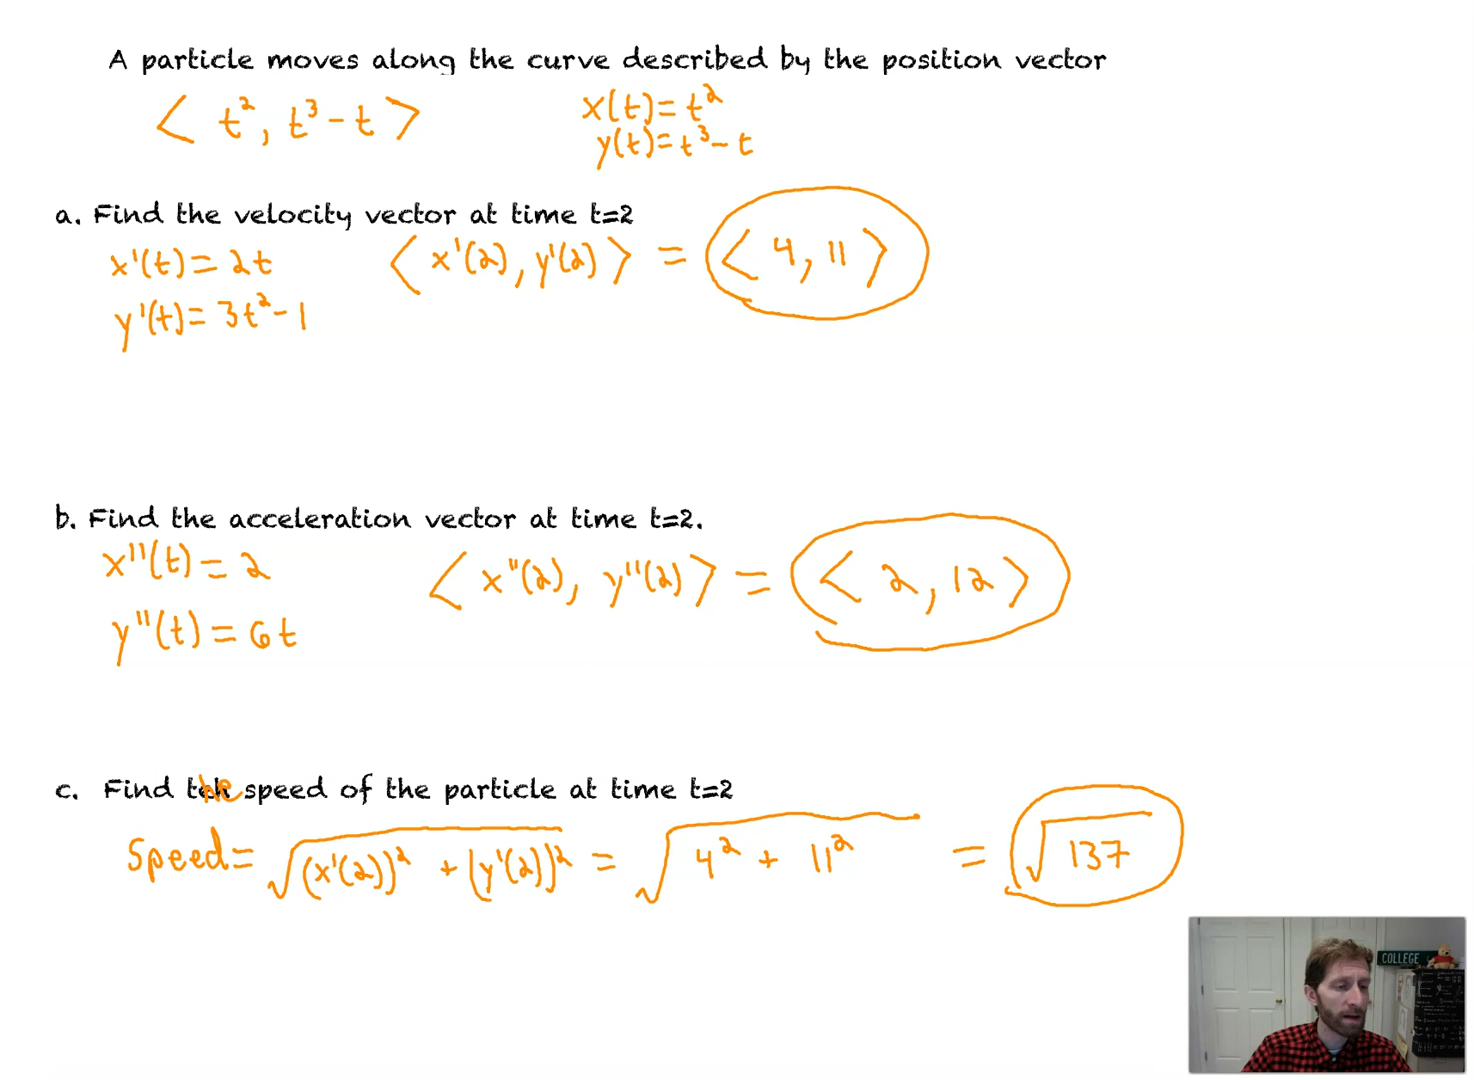 A particle moves along the curve described by the position vector
< t², t³ - t >
x(t) = t²
y(t) = t³ - t
a. Find the velocity vector at time t=2
x'(t) = 2t
y'(t) = 3t² - 1
< x'(2), y'(2) > = < 4, 11 >
b. Find the acceleration vector at time t=2.
x''(t) = 2
y''(t) = 6t
< x''(2), y''(2) > = < 2, 12 >
c. Find the speed of the particle at time t=2
Speed = √((x'(2))² + (y'(2))²) = √(4² + 11²) = √137
COLLEGE